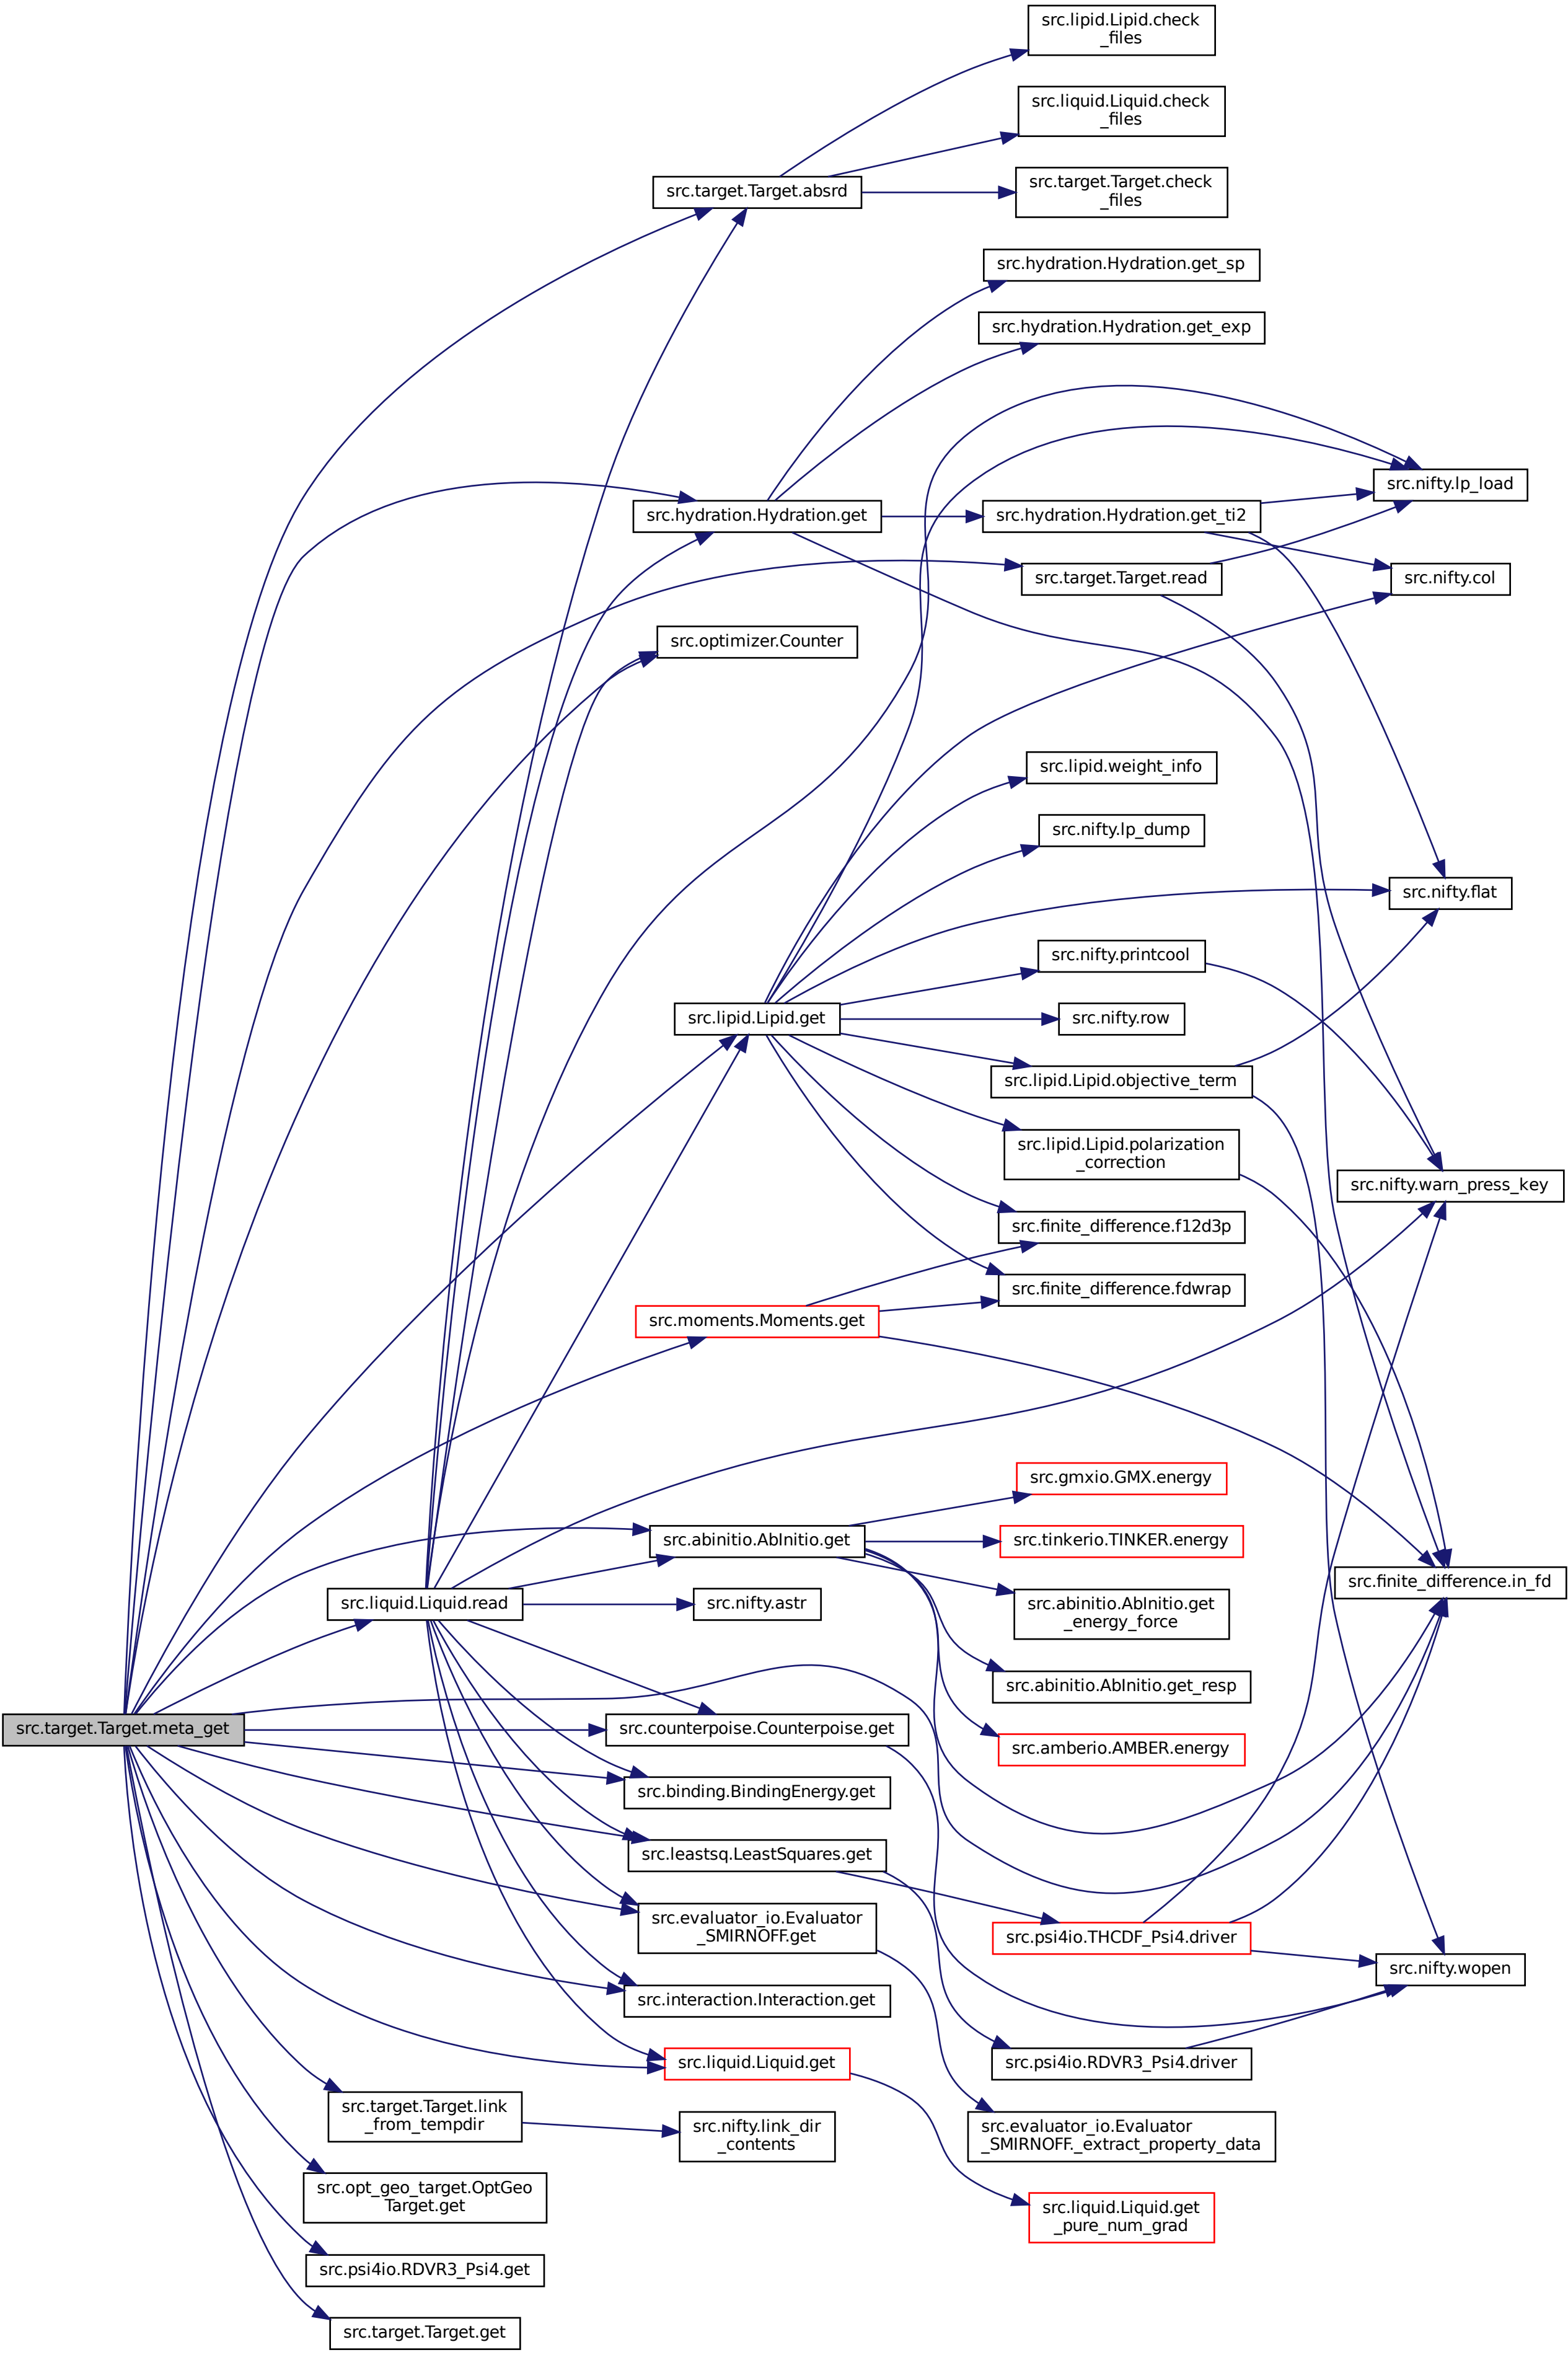 src.lipid.Lipid.check
_files
src.liquid.Liquid.check
_files
src.target.Target.absrd
src.target.Target.check
_files
src.hydration.Hydration.get_sp
src.hydration.Hydration.get_exp
src.nifty.lp_load
src.hydration.Hydration.get
src.hydration.Hydration.get_ti2
src.target.Target.read
src.nifty.col
src.optimizer.Counter
src.lipid.weight_info
src.nifty.lp_dump
src.nifty.flat
src.nifty.printcool
src.lipid.Lipid.get
src.nifty.row
src.lipid.Lipid.objective_term
src.lipid.Lipid.polarization
_correction
src.nifty.warn_press_key
src.finite_difference.f12d3p
src.finite_difference.fdwrap
src.moments.Moments.get
src.gmxio.GMX.energy
src.abinitio.AbInitio.get
src.tinkerio.TINKER.energy
src.finite_difference.in_fd
src.liquid.Liquid.read
src.nifty.astr
src.abinitio.AbInitio.get
_energy_force
src.abinitio.AbInitio.get_resp
src.target.Target.meta_get
src.counterpoise.Counterpoise.get
src.amberio.AMBER.energy
src.binding.BindingEnergy.get
src.leastsq.LeastSquares.get
src.evaluator_io.Evaluator
_SMIRNOFF.get
src.psi4io.THCDF_Psi4.driver
src.nifty.wopen
src.interaction.Interaction.get
src.liquid.Liquid.get
src.psi4io.RDVR3_Psi4.driver
src.target.Target.link
_from_tempdir
src.nifty.link_dir
_contents
src.evaluator_io.Evaluator
_SMIRNOFF._extract_property_data
src.opt_geo_target.OptGeo
Target.get
src.liquid.Liquid.get
_pure_num_grad
src.psi4io.RDVR3_Psi4.get
src.target.Target.get